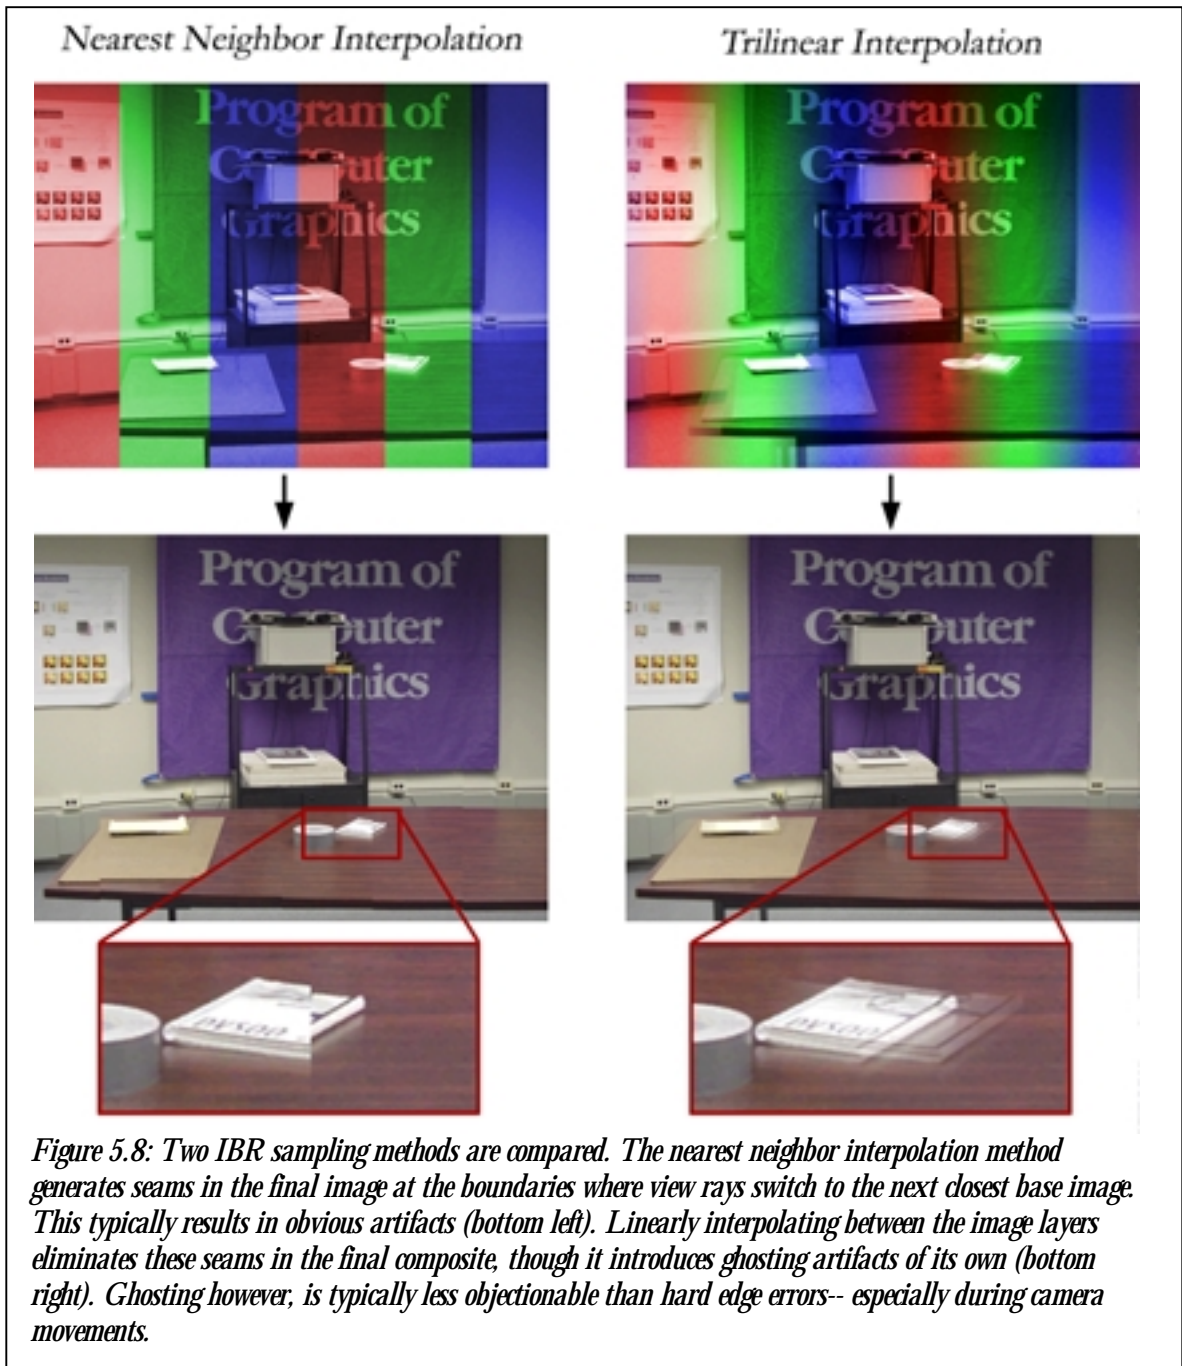 Nearest Neighbor Interpolation
Trilinear Interpolation
Program of
Graphics
Program of
Graphics
Program of
Graphics
Program of
Graphics
Figure 5.8: Two IBR sampling methods are compared. The nearest neighbor interpolation method
generates seams in the final image at the boundaries where view rays switch to the next closest base image.
This typically results in obvious artifacts (bottom left). Linearly interpolating between the image layers
eliminates these seams in the final composite, though it introduces ghosting artifacts of its own (bottom
right). Ghosting however, is typically less objectionable than hard edge errors-- especially during camera
movements.